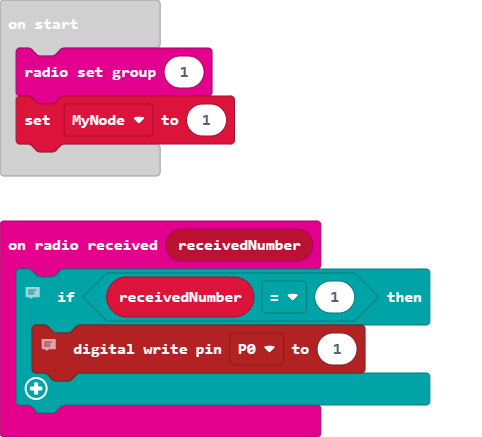 on start
radio set group 1
set MyNode to 1
on radio received receivedNumber
if receivedNumber = 1 then
digital write pin P0 to 1